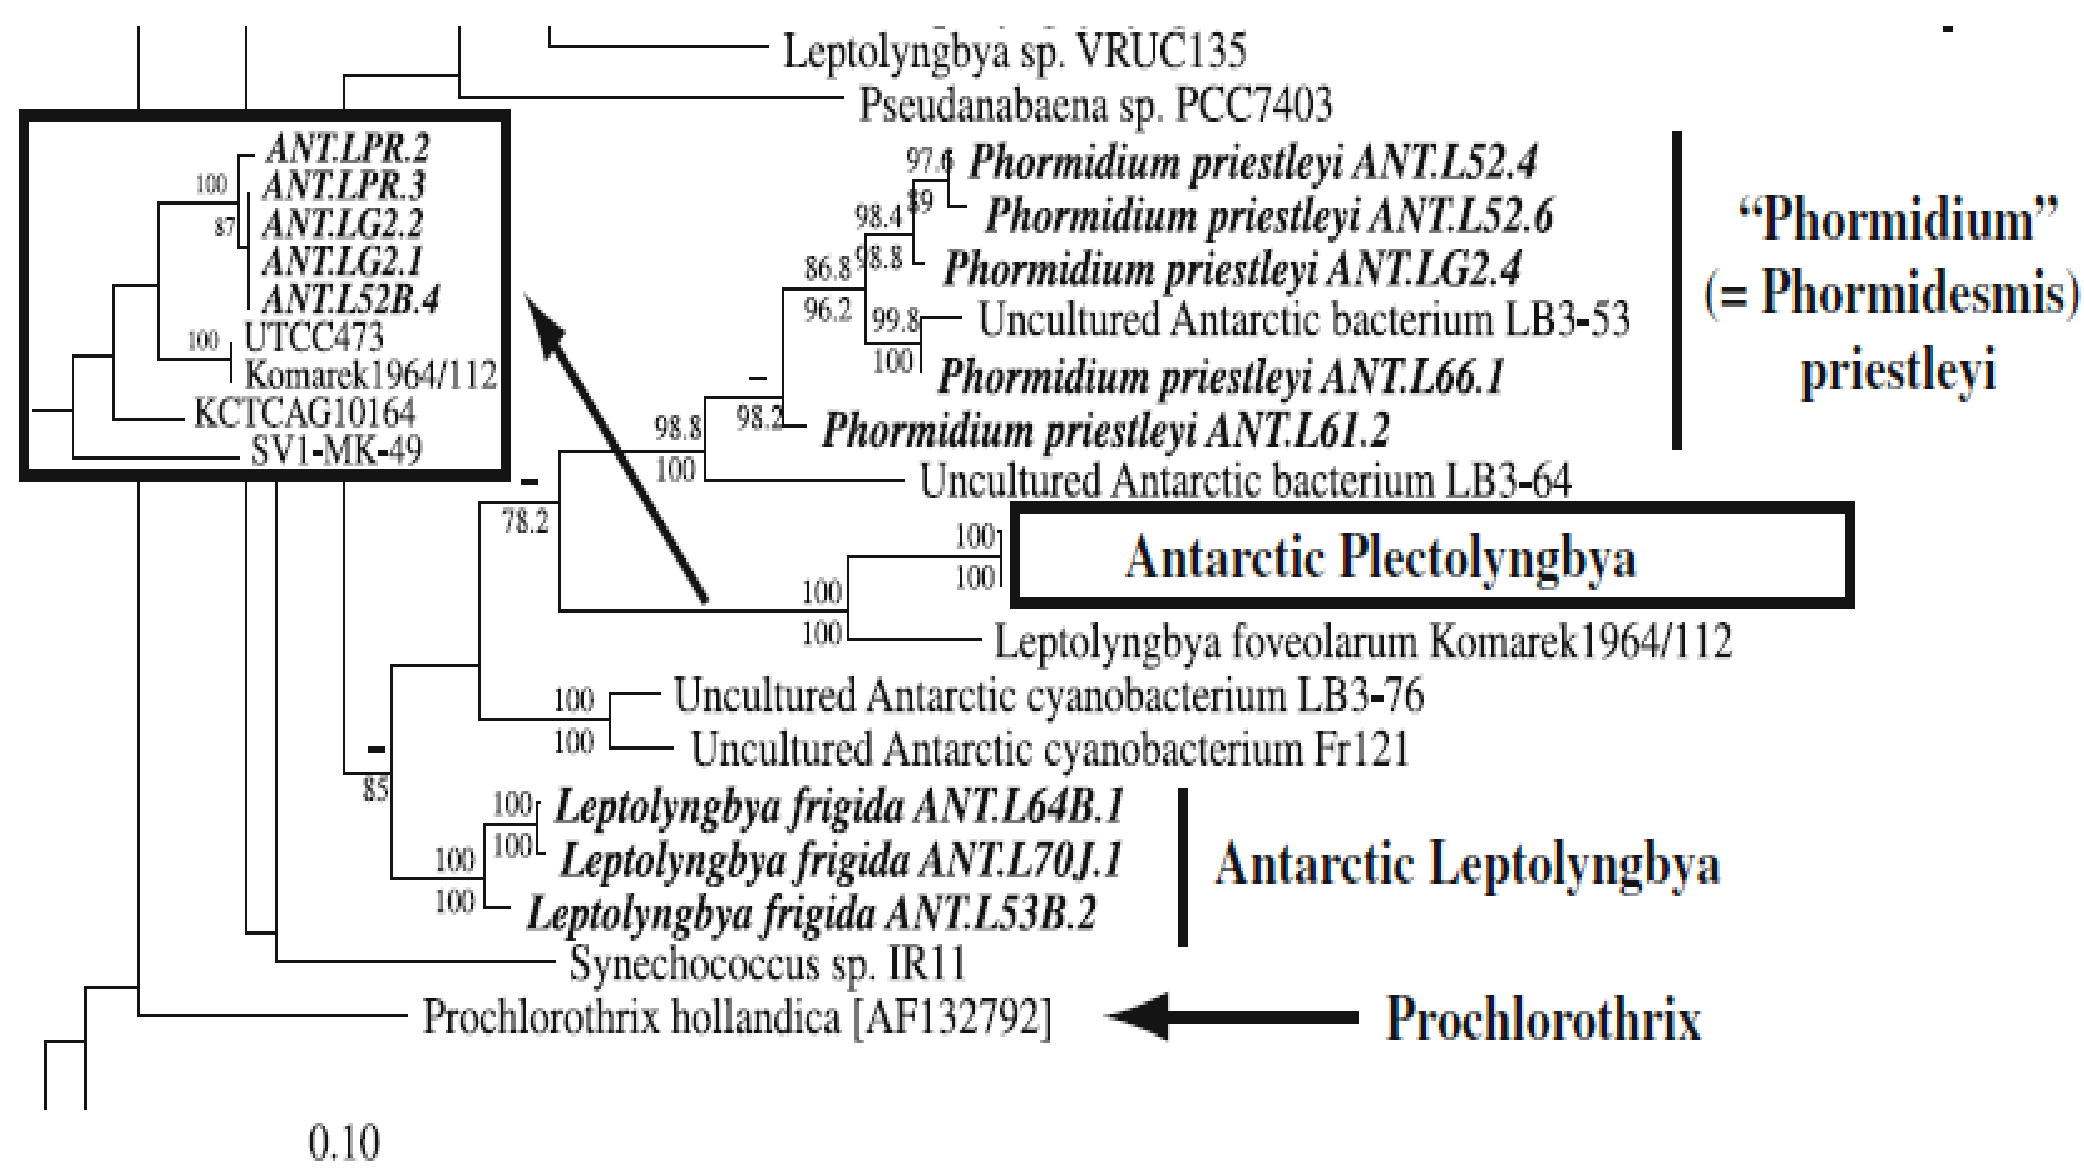 Leptolyngbya sp. VRUC135
Pseudanabaena sp. PCC7403
ANT.LPR.2
100
ANT.LPR.3
87
ANT.LG2.2
ANT.LG2.1
ANT.L52B.4
100
UTCC473
Komarek1964/112
KCTCAG10164
SV1-MK-49
97.6
Phormidium priestleyi ANT.L52.4
89
Phormidium priestleyi ANT.L52.6
98.4
98.8
Phormidium priestleyi ANT.LG2.4
86.8
96.2
99.8
Uncultured Antarctic bacterium LB3-53
100
Phormidium priestleyi ANT.L66.1
–
98.2
Phormidium priestleyi ANT.L61.2
98.8
100
Uncultured Antarctic bacterium LB3-64
“Phormidium”
(= Phormidesmis)
priestleyi
–
78.2
100
100
Antarctic Plectolyngbya
100
100
Leptolyngbya foveolarum Komarek1964/112
100
Uncultured Antarctic cyanobacterium LB3-76
100
Uncultured Antarctic cyanobacterium Fr121
–
85
100
Leptolyngbya frigida ANT.L64B.1
100
Leptolyngbya frigida ANT.L70J.1
100
100
Leptolyngbya frigida ANT.L53B.2
Antarctic Leptolyngbya
Synechococcus sp. IR11
Prochlorothrix hollandica [AF132792]
Prochlorothrix
0.10